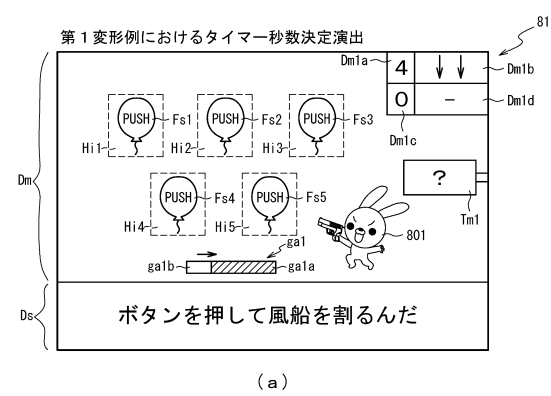 第１変形例におけるタイマー秒数決定演出
81
Dm1a
4
↓ ↓
Dm1b
0
−
Dm1d
Dm1c
PUSH
Fs1
PUSH
Fs2
PUSH
Fs3
Hi1
Hi2
Hi3
Dm
?
Tm1
PUSH
Fs4
PUSH
Fs5
Hi4
Hi5
801
ga1
ga1b
ga1a
Ds
ボタンを押して風船を割るんだ
(a)